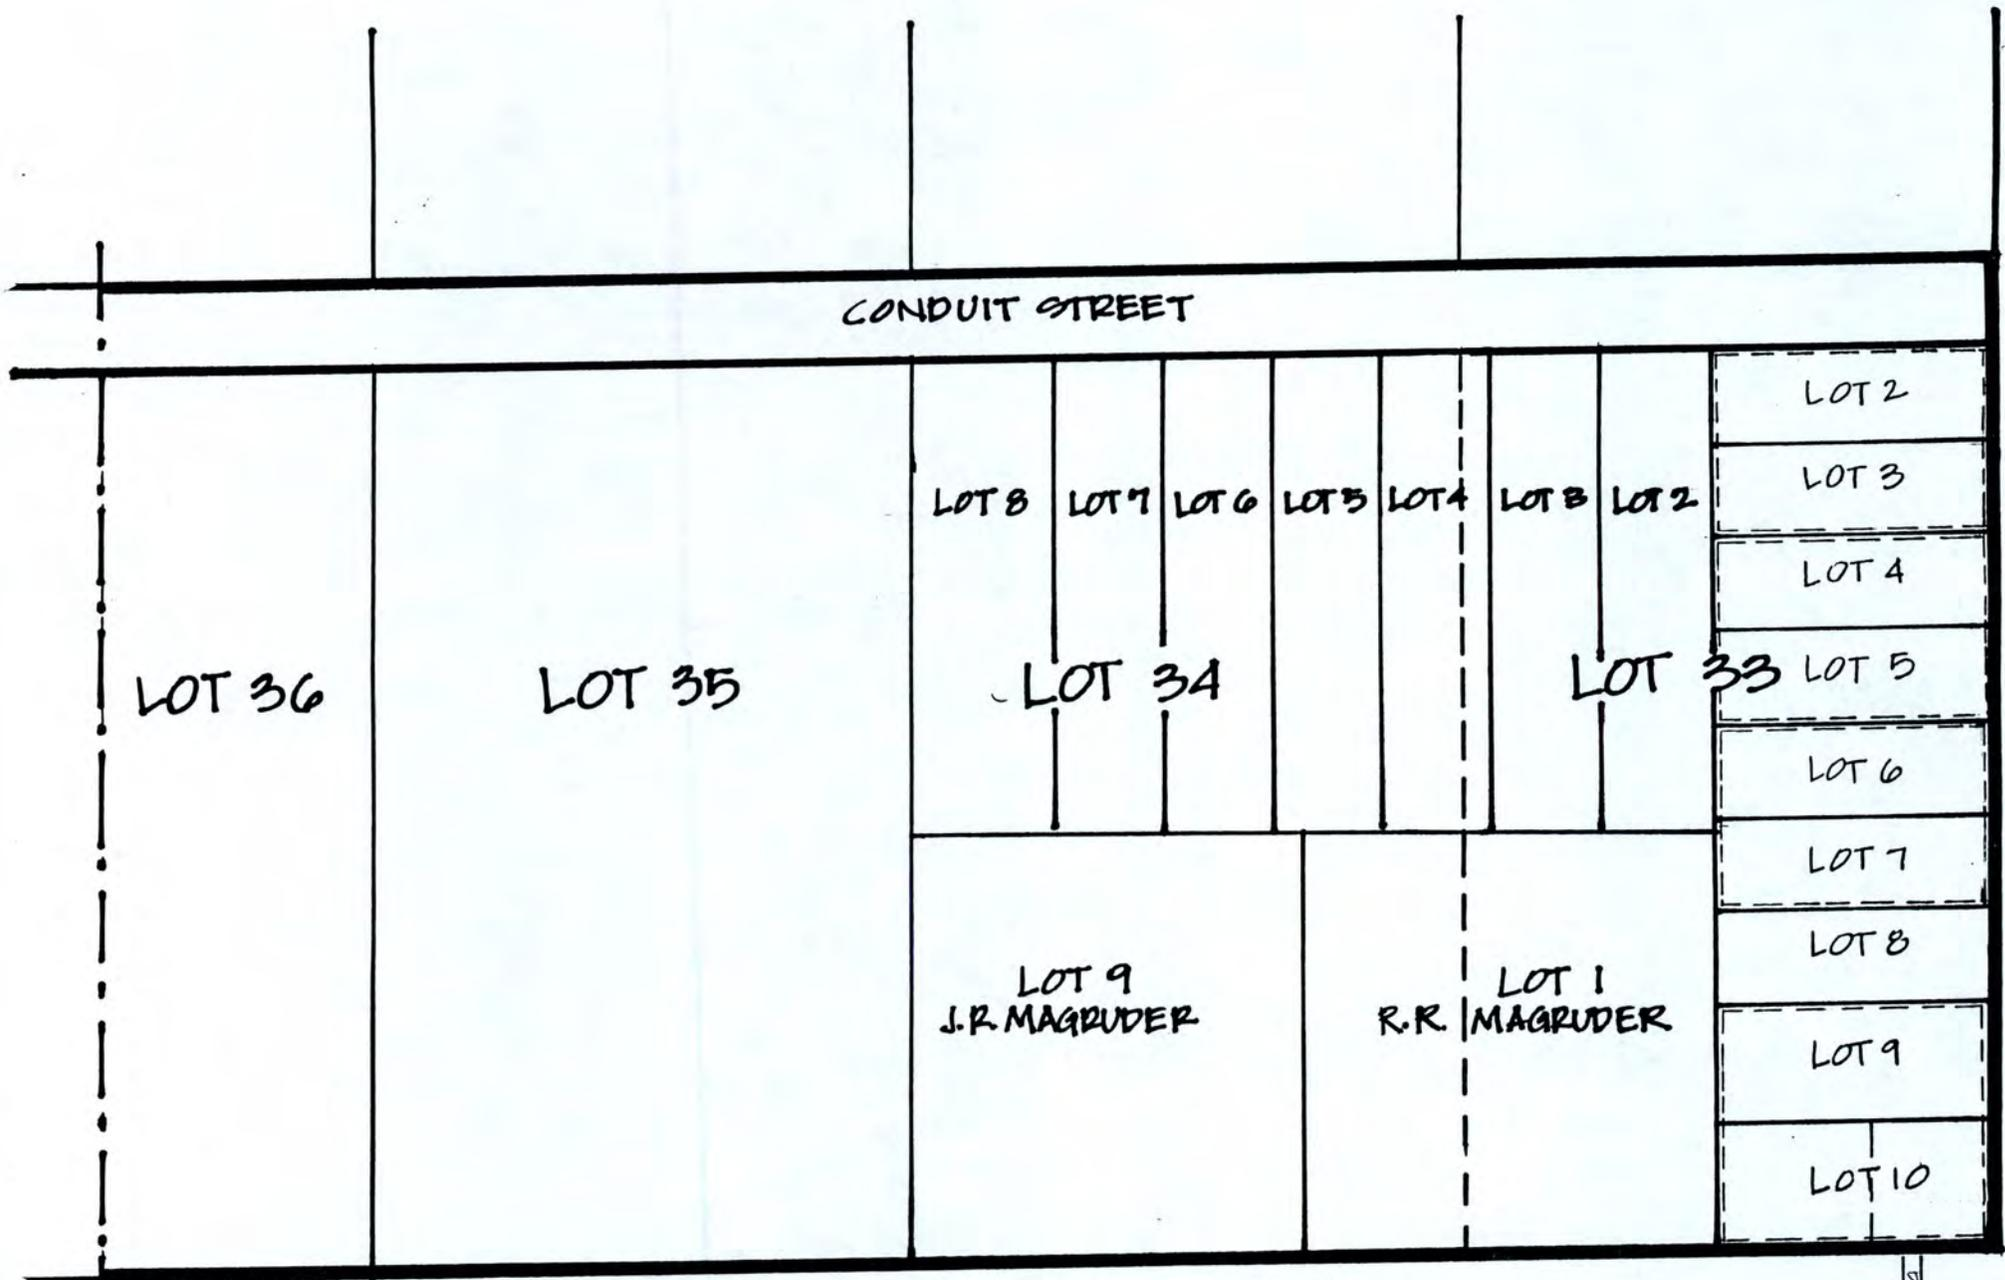 CONDUIT STREET
LOT 8 LOT 7 LOT 6 LOT 5 LOT 4 LOT 3 LOT 2
LOT 2
LOT 3
LOT 4
LOT 36 LOT 35 LOT 34 LOT 33
LOT 5
LOT 6
LOT 7
LOT 8
LOT 9
J.R. MAGRUDER
LOT 1
R.R. MAGRUDER
LOT 9
LOT 10